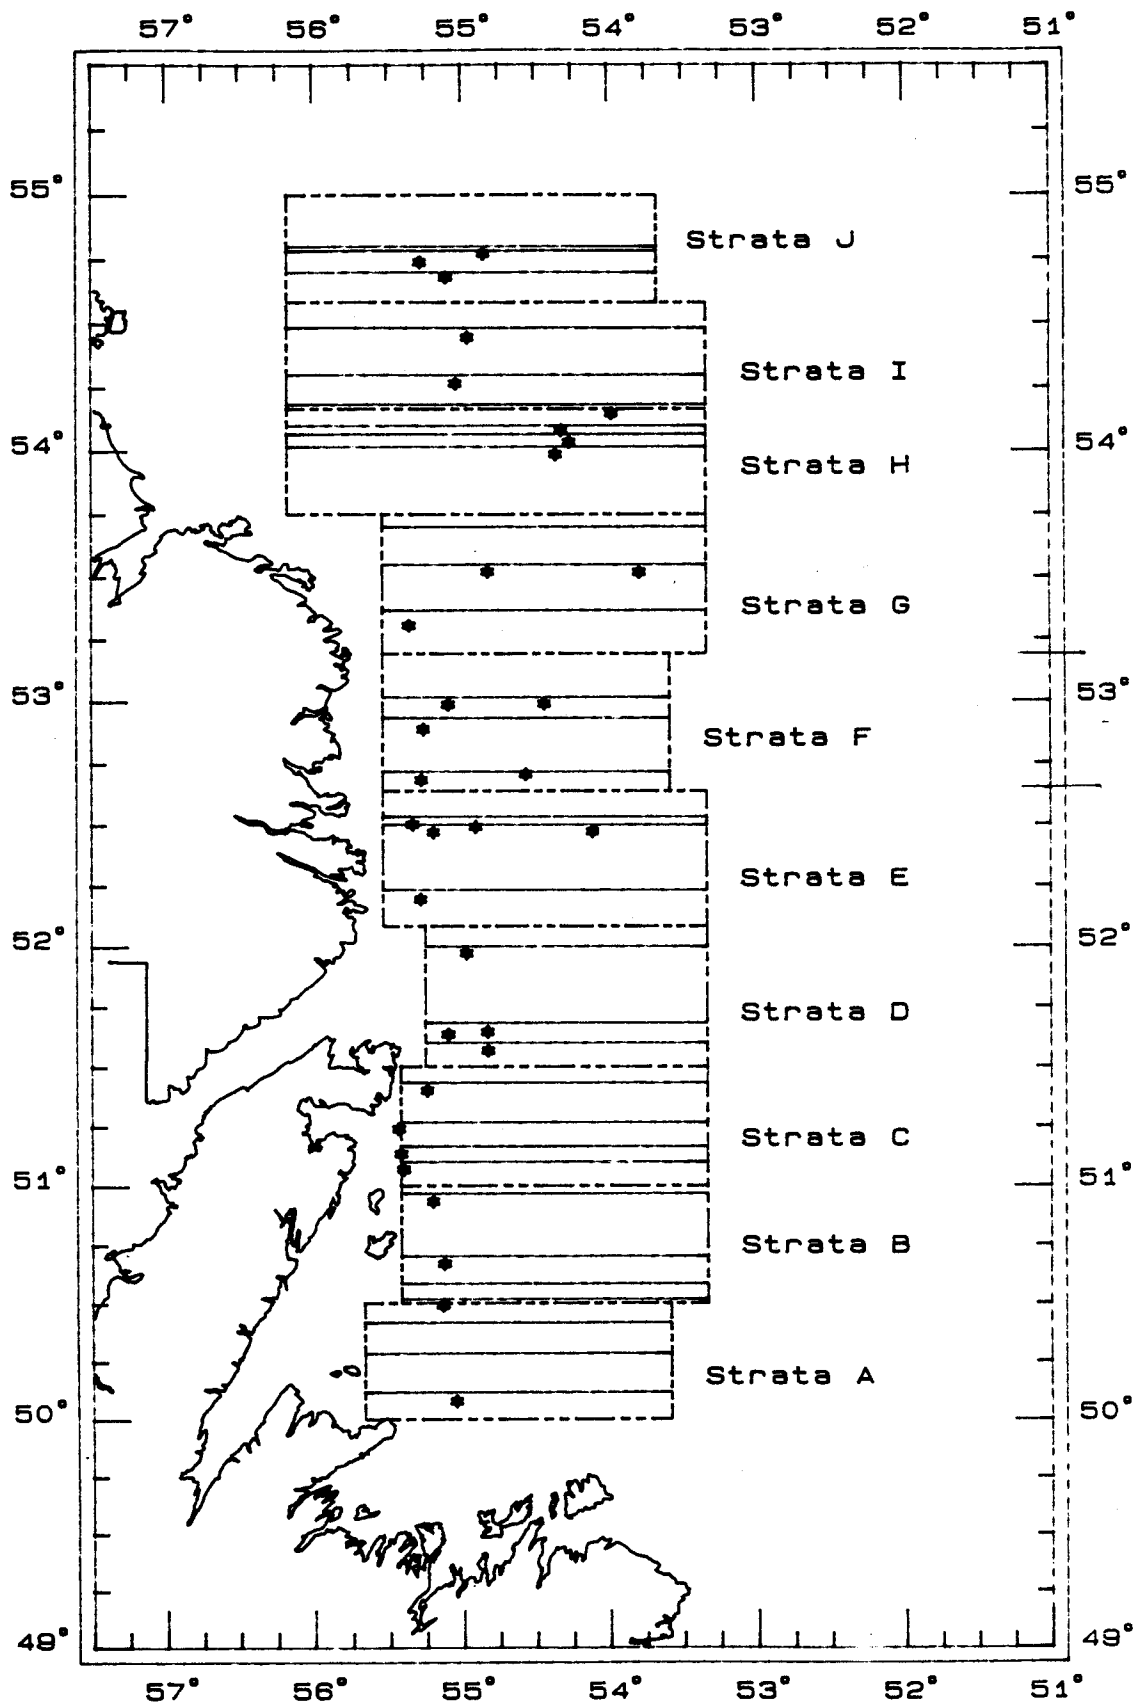 57° 56° 55° 54° 53° 52° 51°
55° 55°
Strata J
Strata I
54° 54°
Strata H
Strata G
53° 53°
Strata F
Strata E
52° 52°
Strata D
Strata C
51° 51°
Strata B
Strata A
50° 50°
49° 49°
57° 56° 55° 54° 53° 52° 51°